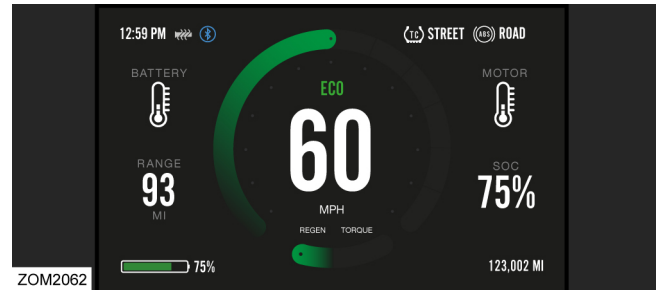 12:59 PM
(TC) STREET (ABS) ROAD
BATTERY
MOTOR
ECO
60
MPH
RANGE
93
MI
SOC
75%
REGEN TORQUE
75%
123,002 MI
ZOM2062